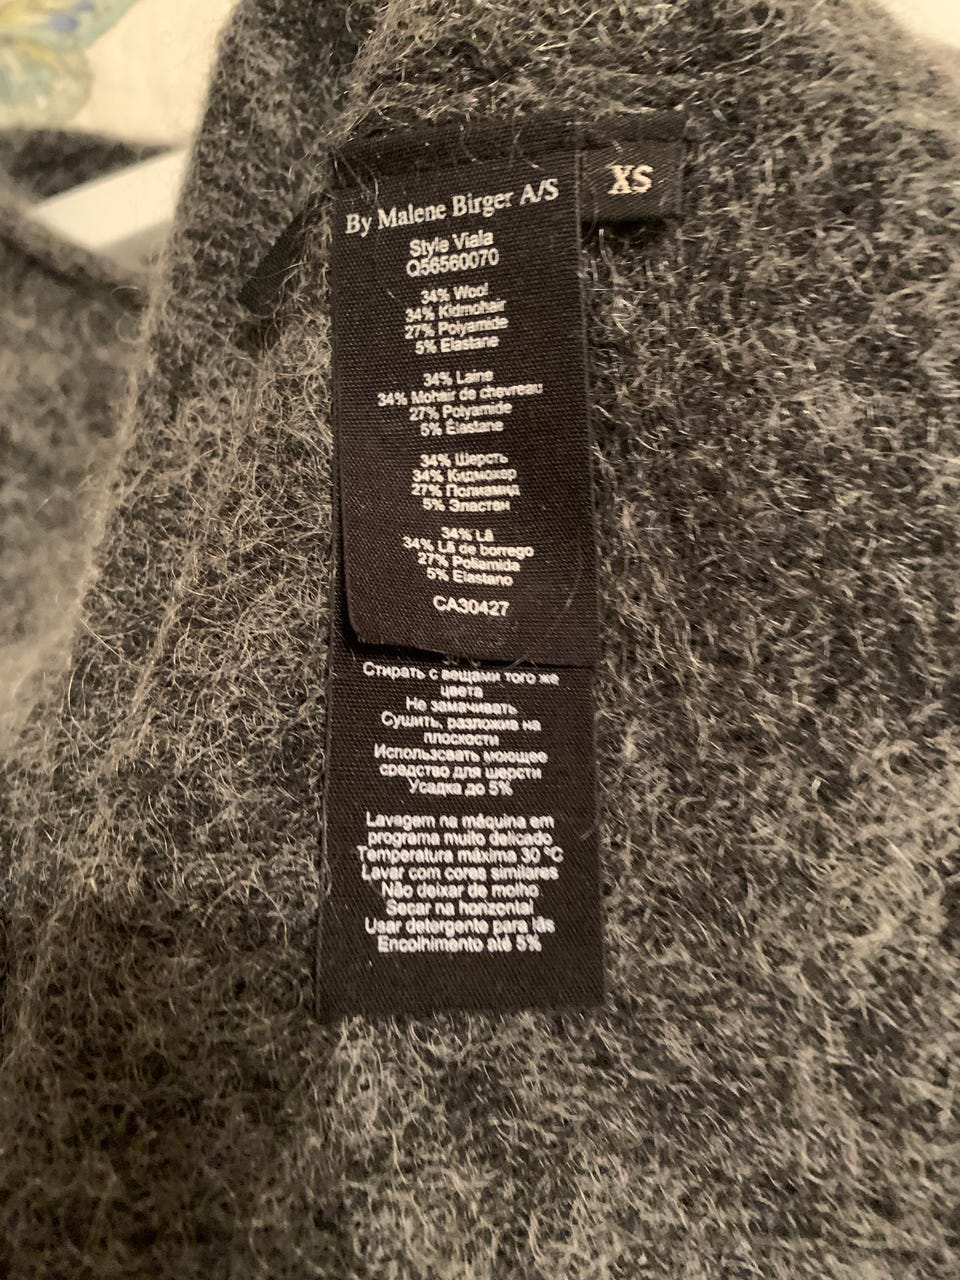 By Malene Birger A/S
XS
Style Viala
Q56560070
34% Wool
34% Kidmohair
27% Polyamide
5% Elastane
34% Laine
34% Mohair de chevreau
27% Polyamide
5% Elastane
34% Шерсть
34% Кидмохер
27% Полиамид
5% Эластан
34% Lã
34% Lã de borrego
27% Poliamida
5% Elastano
CA30427
Стирать с вещами того же
цвета
Не замачивать
Сушить, разложив на
плоскости
Использовать моющее
средство для шерсти
Усадка до 5%
Lavagem na máquina em
programa muito delicado
Temperatura máxima 30 ºC
Lavar com cores similares
Não deixar de molho
Secar na horizontal
Usar detergente para lãs
Encolhimento até 5%